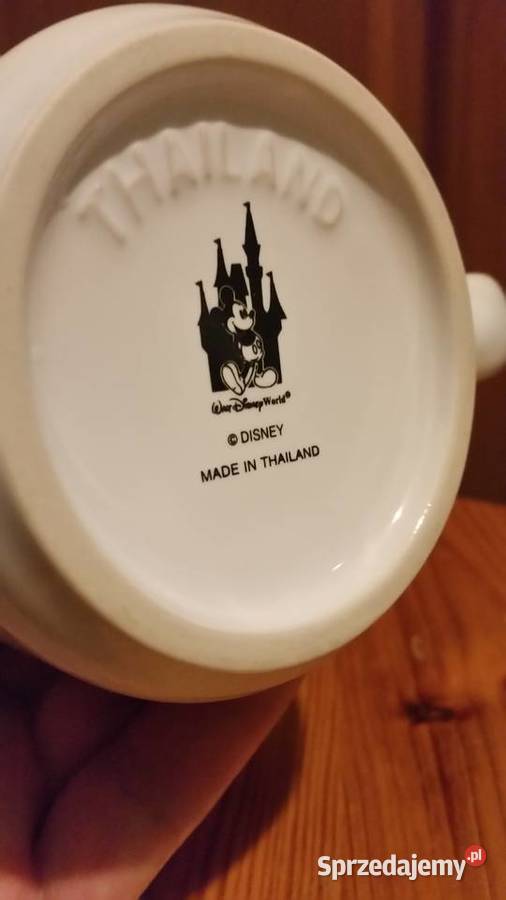 THAILAND
Walt Disney World®
© DISNEY
MADE IN THAILAND
Sprzedajemy.pl